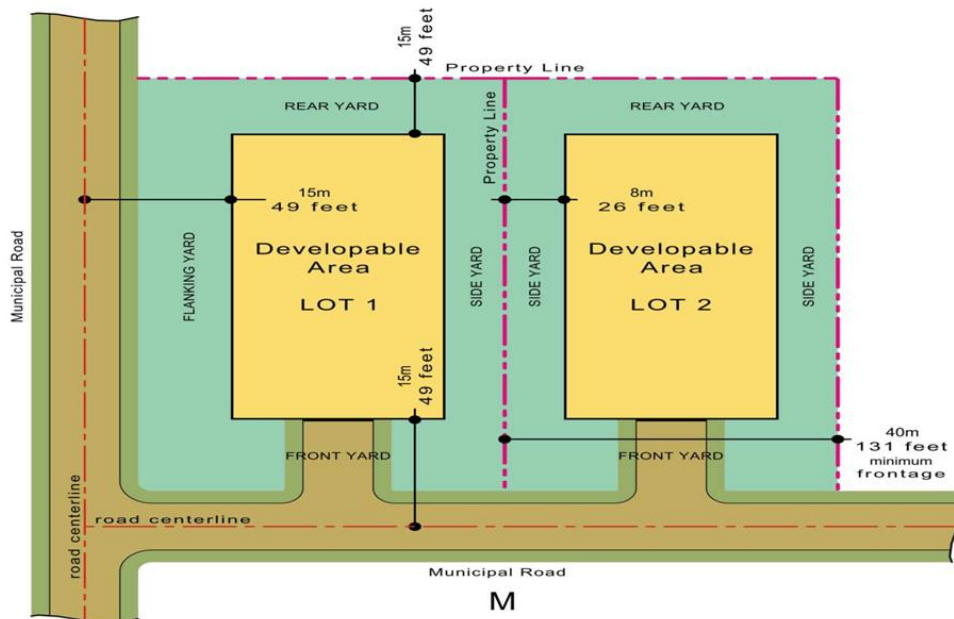 15m
49 feet
Property Line
REAR YARD
REAR YARD
Property Line
15m
49 feet
8m
26 feet
Municipal Road
FLANKING YARD
Developable
Area
LOT 1
SIDE YARD
SIDE YARD
Developable
Area
LOT 2
SIDE YARD
15m
49 feet
40m
131 feet
minimum
frontage
FRONT YARD
FRONT YARD
road centerline
road centerline
Municipal Road
M